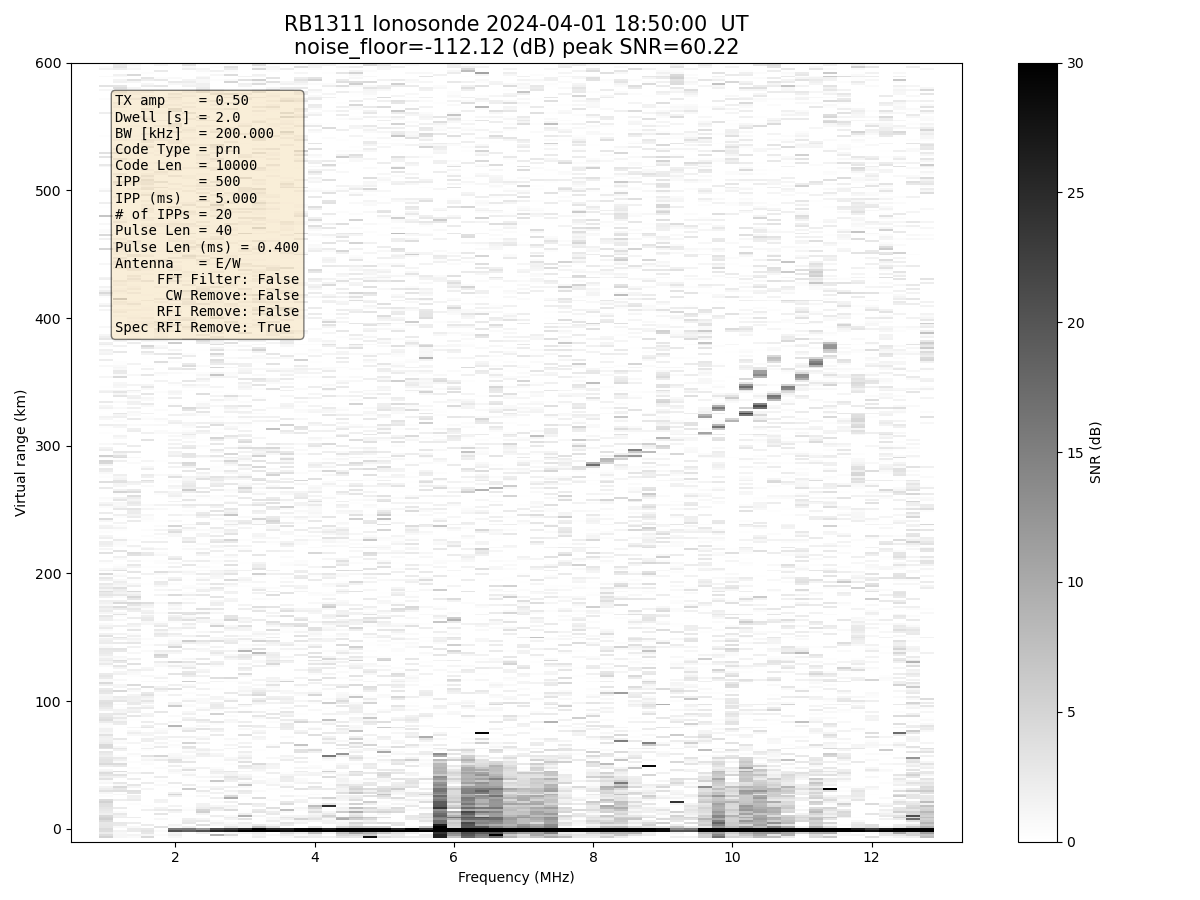 RB1311 Ionosonde 2024-04-01 18:50:00  UT
noise_floor=-112.12 (dB) peak SNR=60.22
TX amp    = 0.50
Dwell [s] = 2.0
BW [kHz]  = 200.000
Code Type = prn
Code Len  = 10000
IPP       = 500
IPP (ms)  = 5.000
# of IPPs = 20
Pulse Len = 40
Pulse Len (ms) = 0.400
Antenna   = E/W
FFT Filter: False
CW Remove: False
RFI Remove: False
Spec RFI Remove: True
Virtual range (km)
600
500
400
300
200
100
0
2 4 6 8 10 12
Frequency (MHz)
30
25
20
15
10
5
0
SNR (dB)